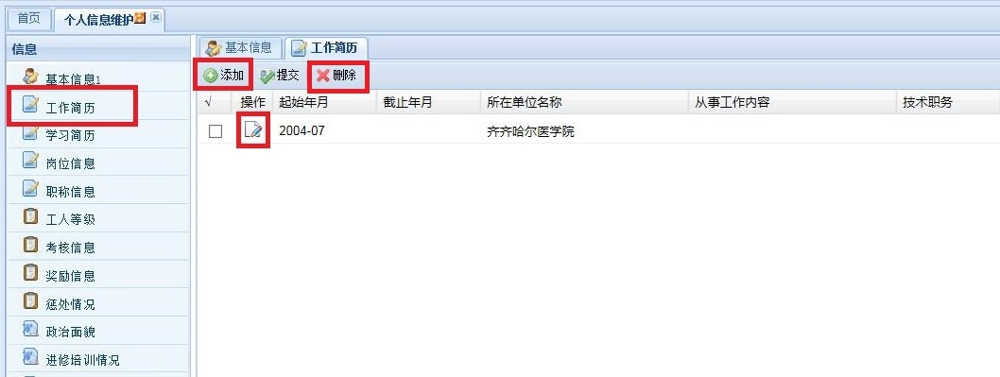 首页 个人信息维护
信息
基本信息1
工作简历
学习简历
岗位信息
职称信息
工人等级
考核信息
奖励信息
惩处情况
政治面貌
进修培训情况
基本信息 工作简历
添加 提交 删除
√ 操作 起始年月 截止年月 所在单位名称 从事工作内容 技术职务
2004-07 齐齐哈尔医学院